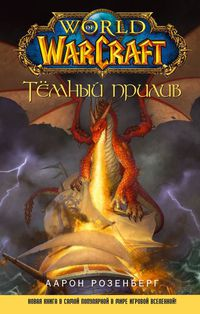 WORLD
OF
WARCRAFT
ТЁМНЫЙ ПРИЛИВ
ААРОН РОЗЕНБЕРГ
НОВАЯ КНИГА О САМОЙ ПОПУЛЯРНОЙ В МИРЕ ИГРОВОЙ ВСЕЛЕННОЙ!